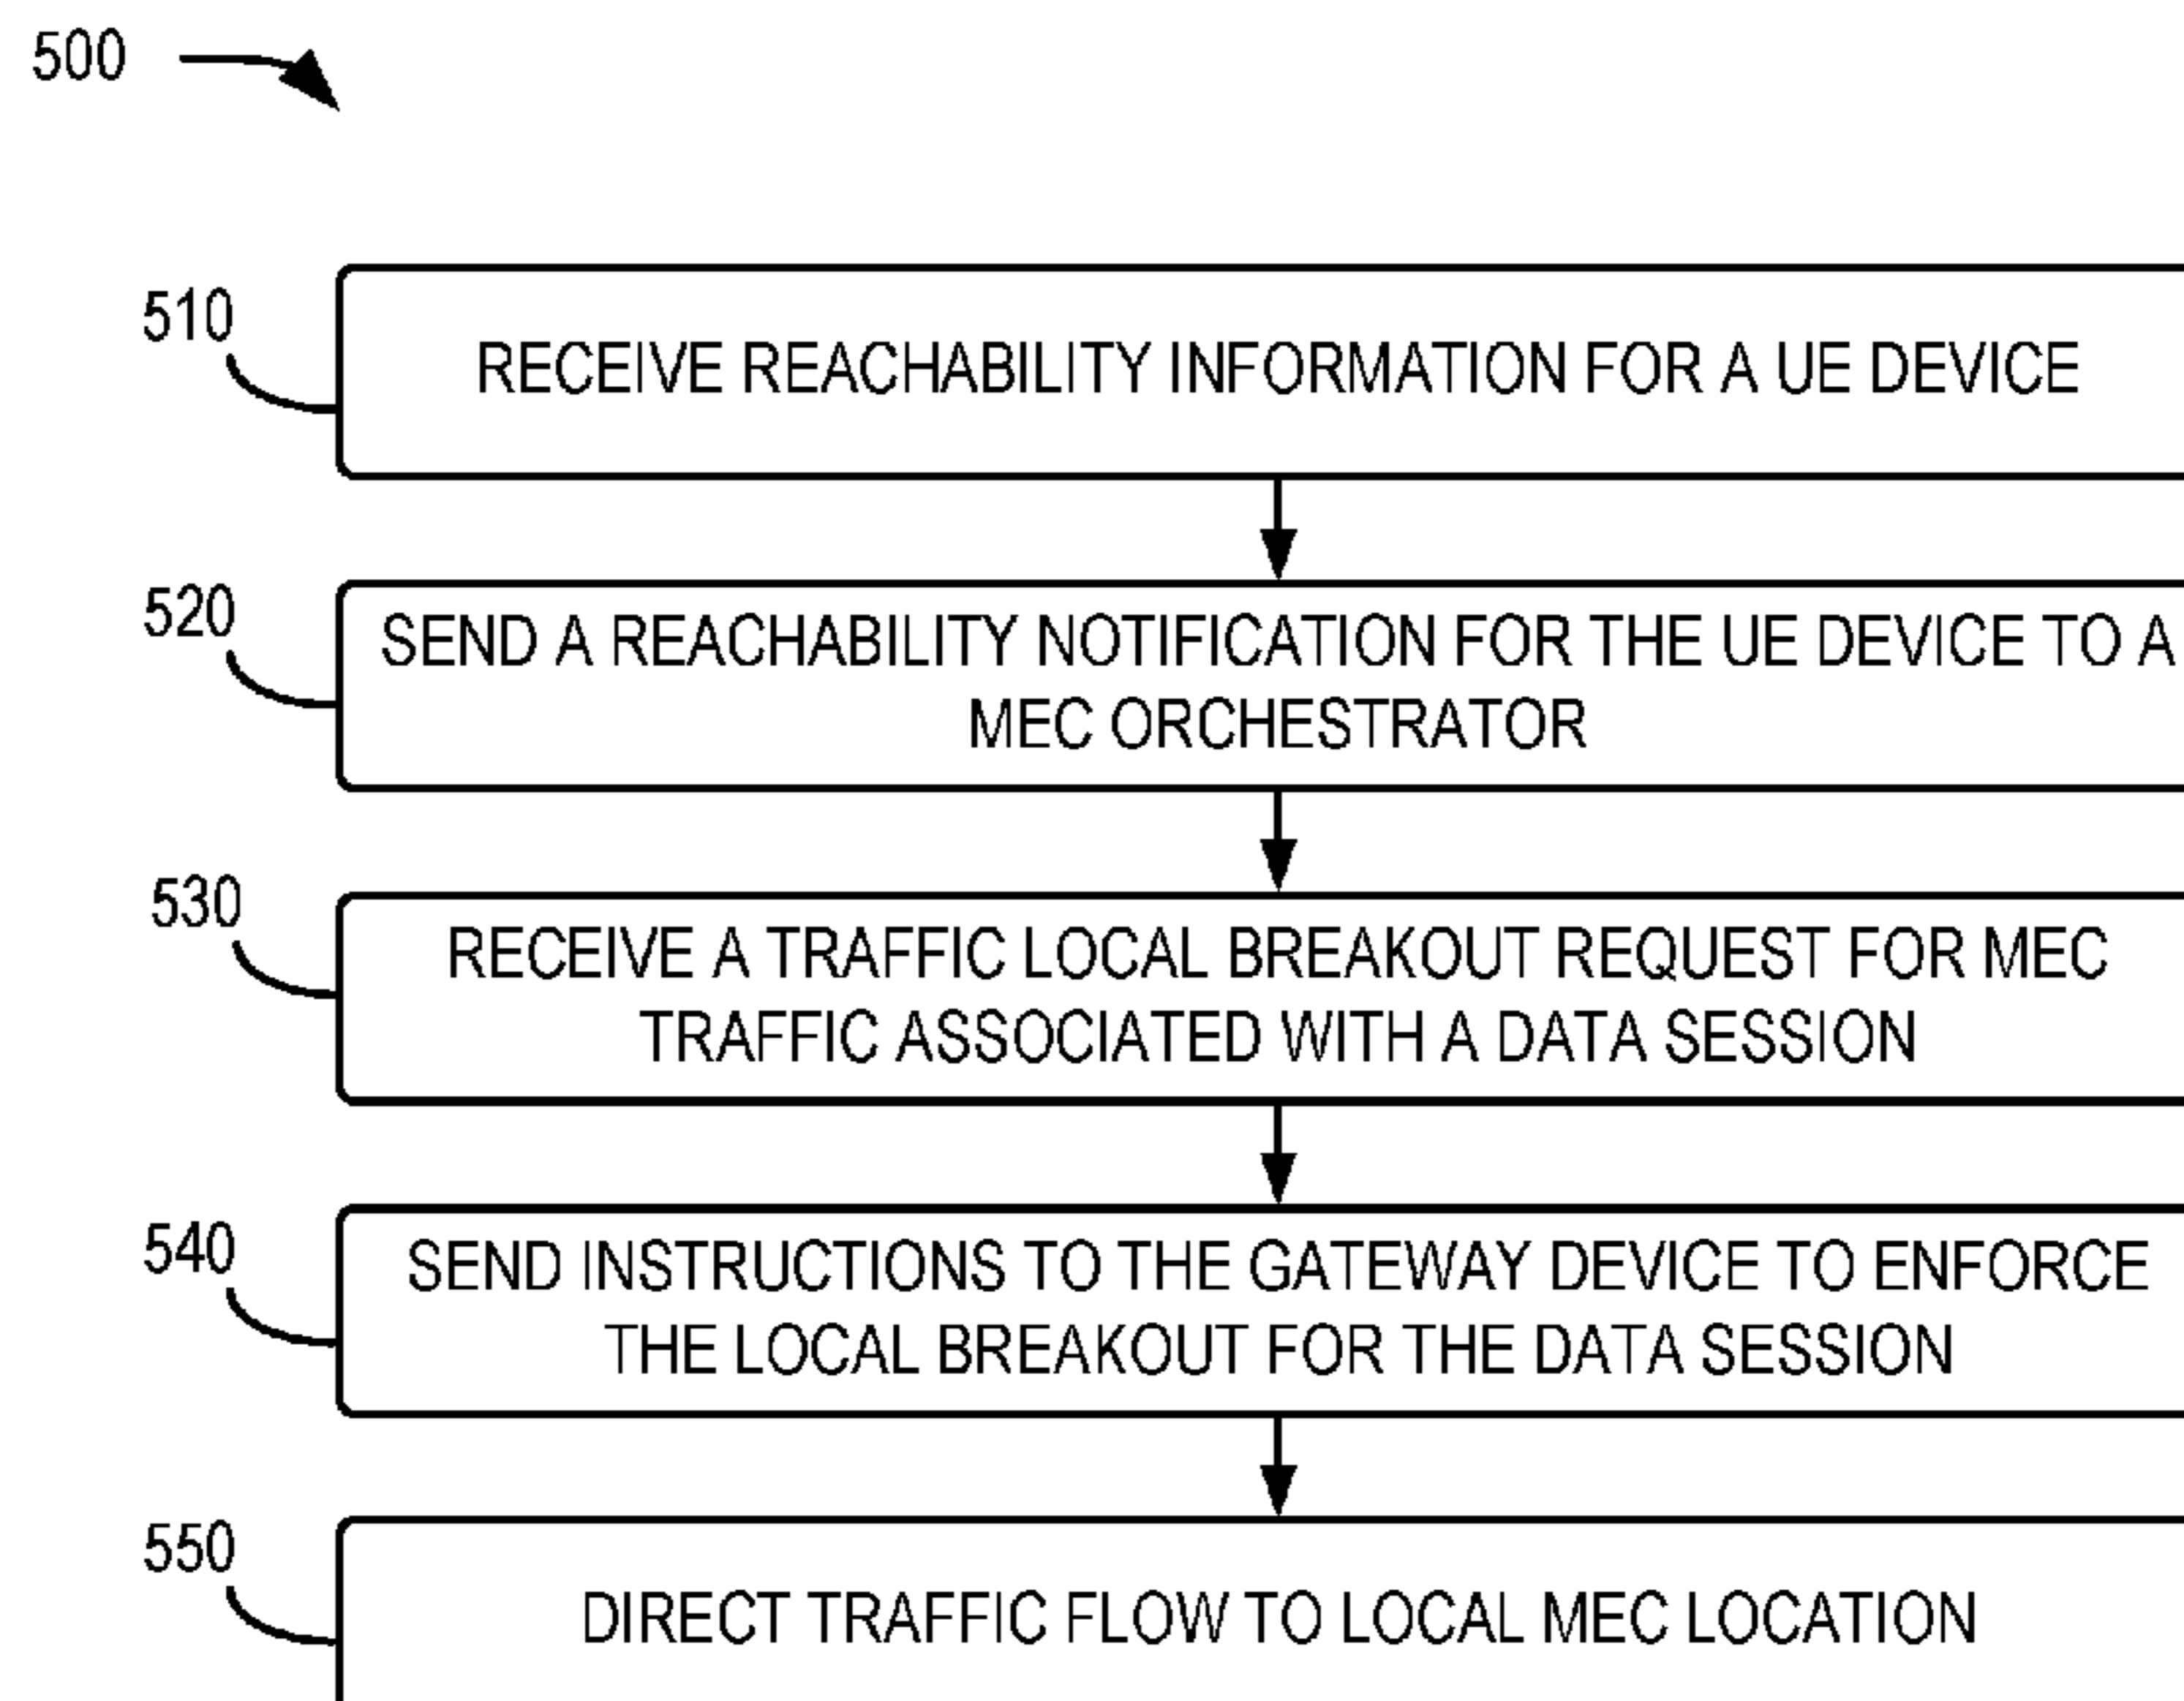 500
510
RECEIVE REACHABILITY INFORMATION FOR A UE DEVICE
520
SEND A REACHABILITY NOTIFICATION FOR THE UE DEVICE TO A
MEC ORCHESTRATOR
530
RECEIVE A TRAFFIC LOCAL BREAKOUT REQUEST FOR MEC
TRAFFIC ASSOCIATED WITH A DATA SESSION
540
SEND INSTRUCTIONS TO THE GATEWAY DEVICE TO ENFORCE
THE LOCAL BREAKOUT FOR THE DATA SESSION
550
DIRECT TRAFFIC FLOW TO LOCAL MEC LOCATION